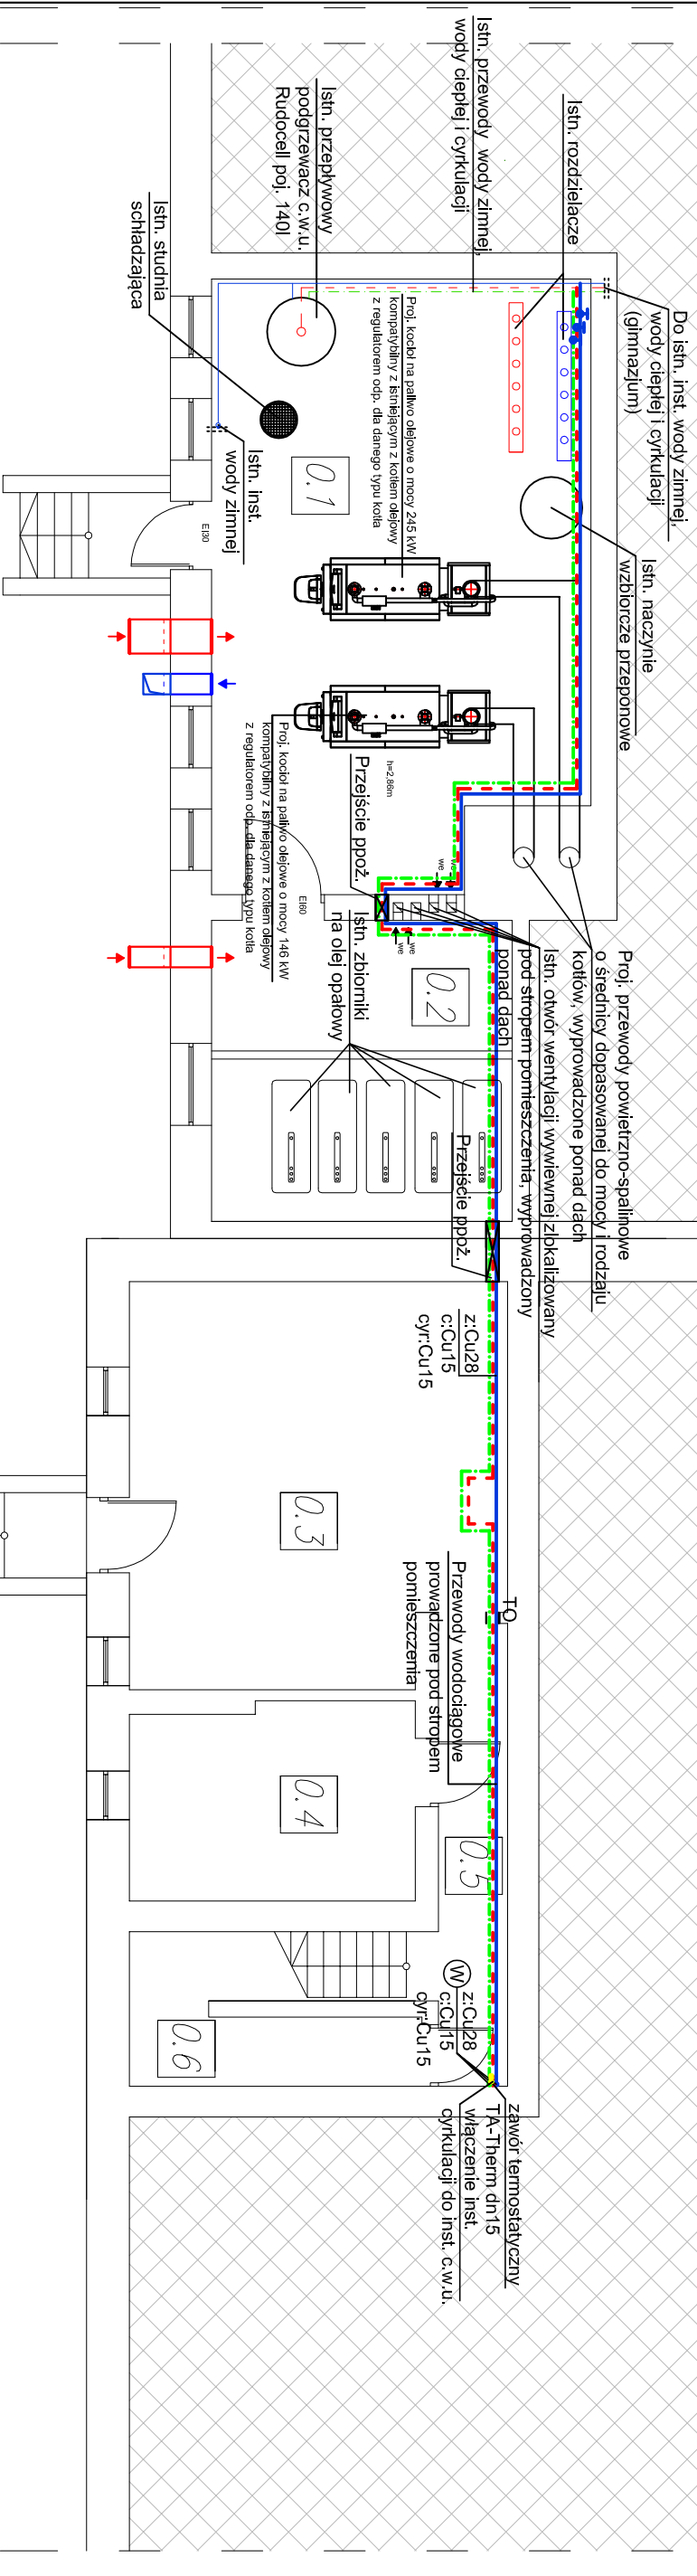 Istn. przewody wody zimnej,
wody ciepłej i cyrkulacji
Istn. rozdzielacze
Do istn. inst. wody zimnej,
wody ciepłej i cyrkulacji
(gimnazjum)
Istn. przepływowy
podgrzewacz c.w.u.
Rudocell poj. 140l
Istn. studnia
schładzająca
Istn. inst.
wody zimnej
0.1
Proj. kocioł na paliwo olejowe o mocy 245 kW
kompatybilny z istniejącym z kotłem olejowy
z regulatorem odp. dla danego typu kotła
Istn. naczynie
wzbiorcze przeponowe
EI30
Proj. kocioł na paliwo olejowe o mocy 146 kW
kompatybilny z istniejącym z kotłem olejowy
z regulatorem odp. dla danego typu kotła
h=2,86m
Przejście ppoż.
EI60
we
we
we
0.2
Istn. zbiorniki
na olej opałowy
Proj. przewody powietrzno-spalinowe
o średnicy dopasowanej do mocy i rodzaju
kotłów, wyprowadzone ponad dach
Istn. otwór wentylacji wywiewnej zlokalizowany
pod stropem pomieszczenia, wyprowadzony
ponad dach
Przejście ppoż.
z:Cu28
c:Cu15
cyr:Cu15
0.3
TO
Przewody wodociągowe
prowadzone pod stropem
pomieszczenia
0.4
0.5
0.6
W
z:Cu28
c:Cu15
cyr:Cu15
zawór termostatyczny
TA-Therm dn15
włączenie inst.
cyrkulacji do inst. c.w.u.